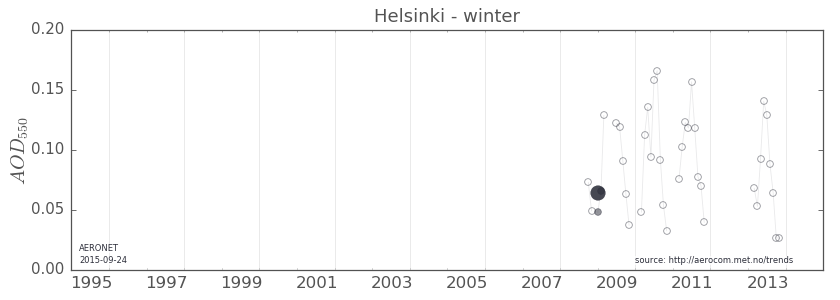 Helsinki - winter
0.20
0.15
0.10
0.05
0.00
AOD550
AERONET
2015-09-24
source: http://aerocom.met.no/trends
1995 1997 1999 2001 2003 2005 2007 2009 2011 2013